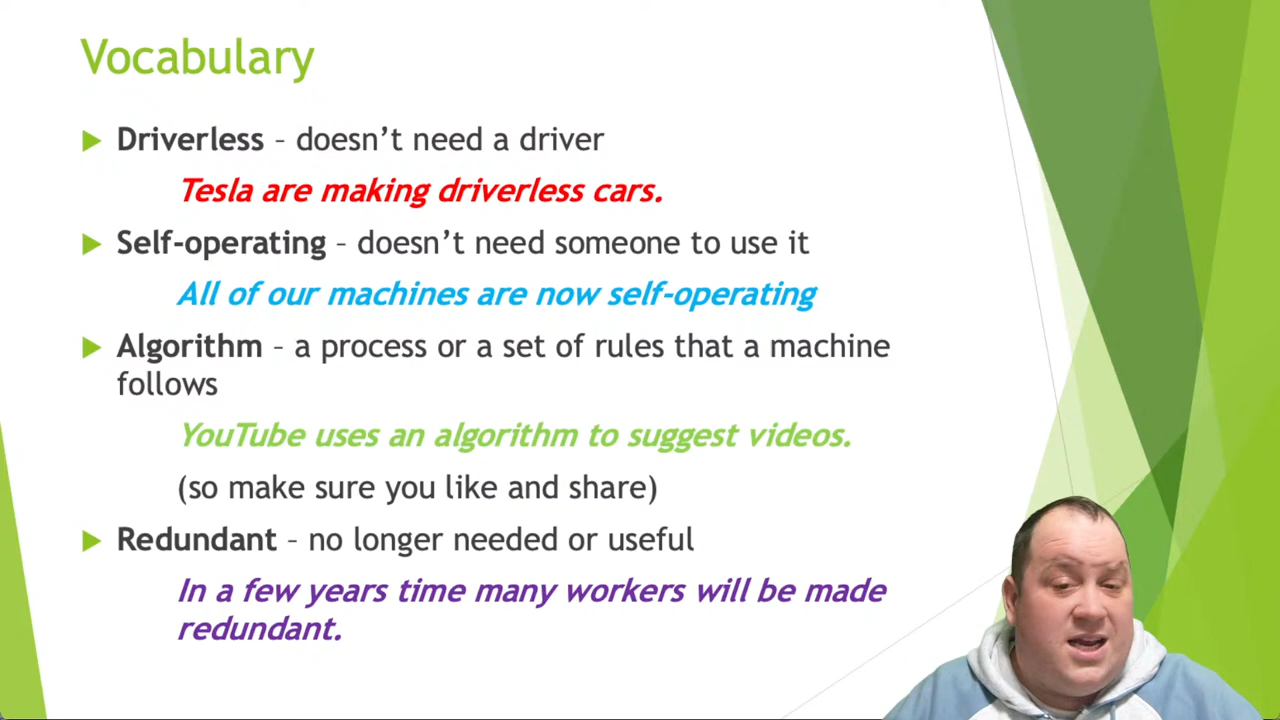 Vocabulary
Driverless – doesn’t need a driver
Tesla are making driverless cars.
Self-operating – doesn’t need someone to use it
All of our machines are now self-operating
Algorithm – a process or a set of rules that a machine
follows
YouTube uses an algorithm to suggest videos.
(so make sure you like and share)
Redundant – no longer needed or useful
In a few years time many workers will be made
redundant.